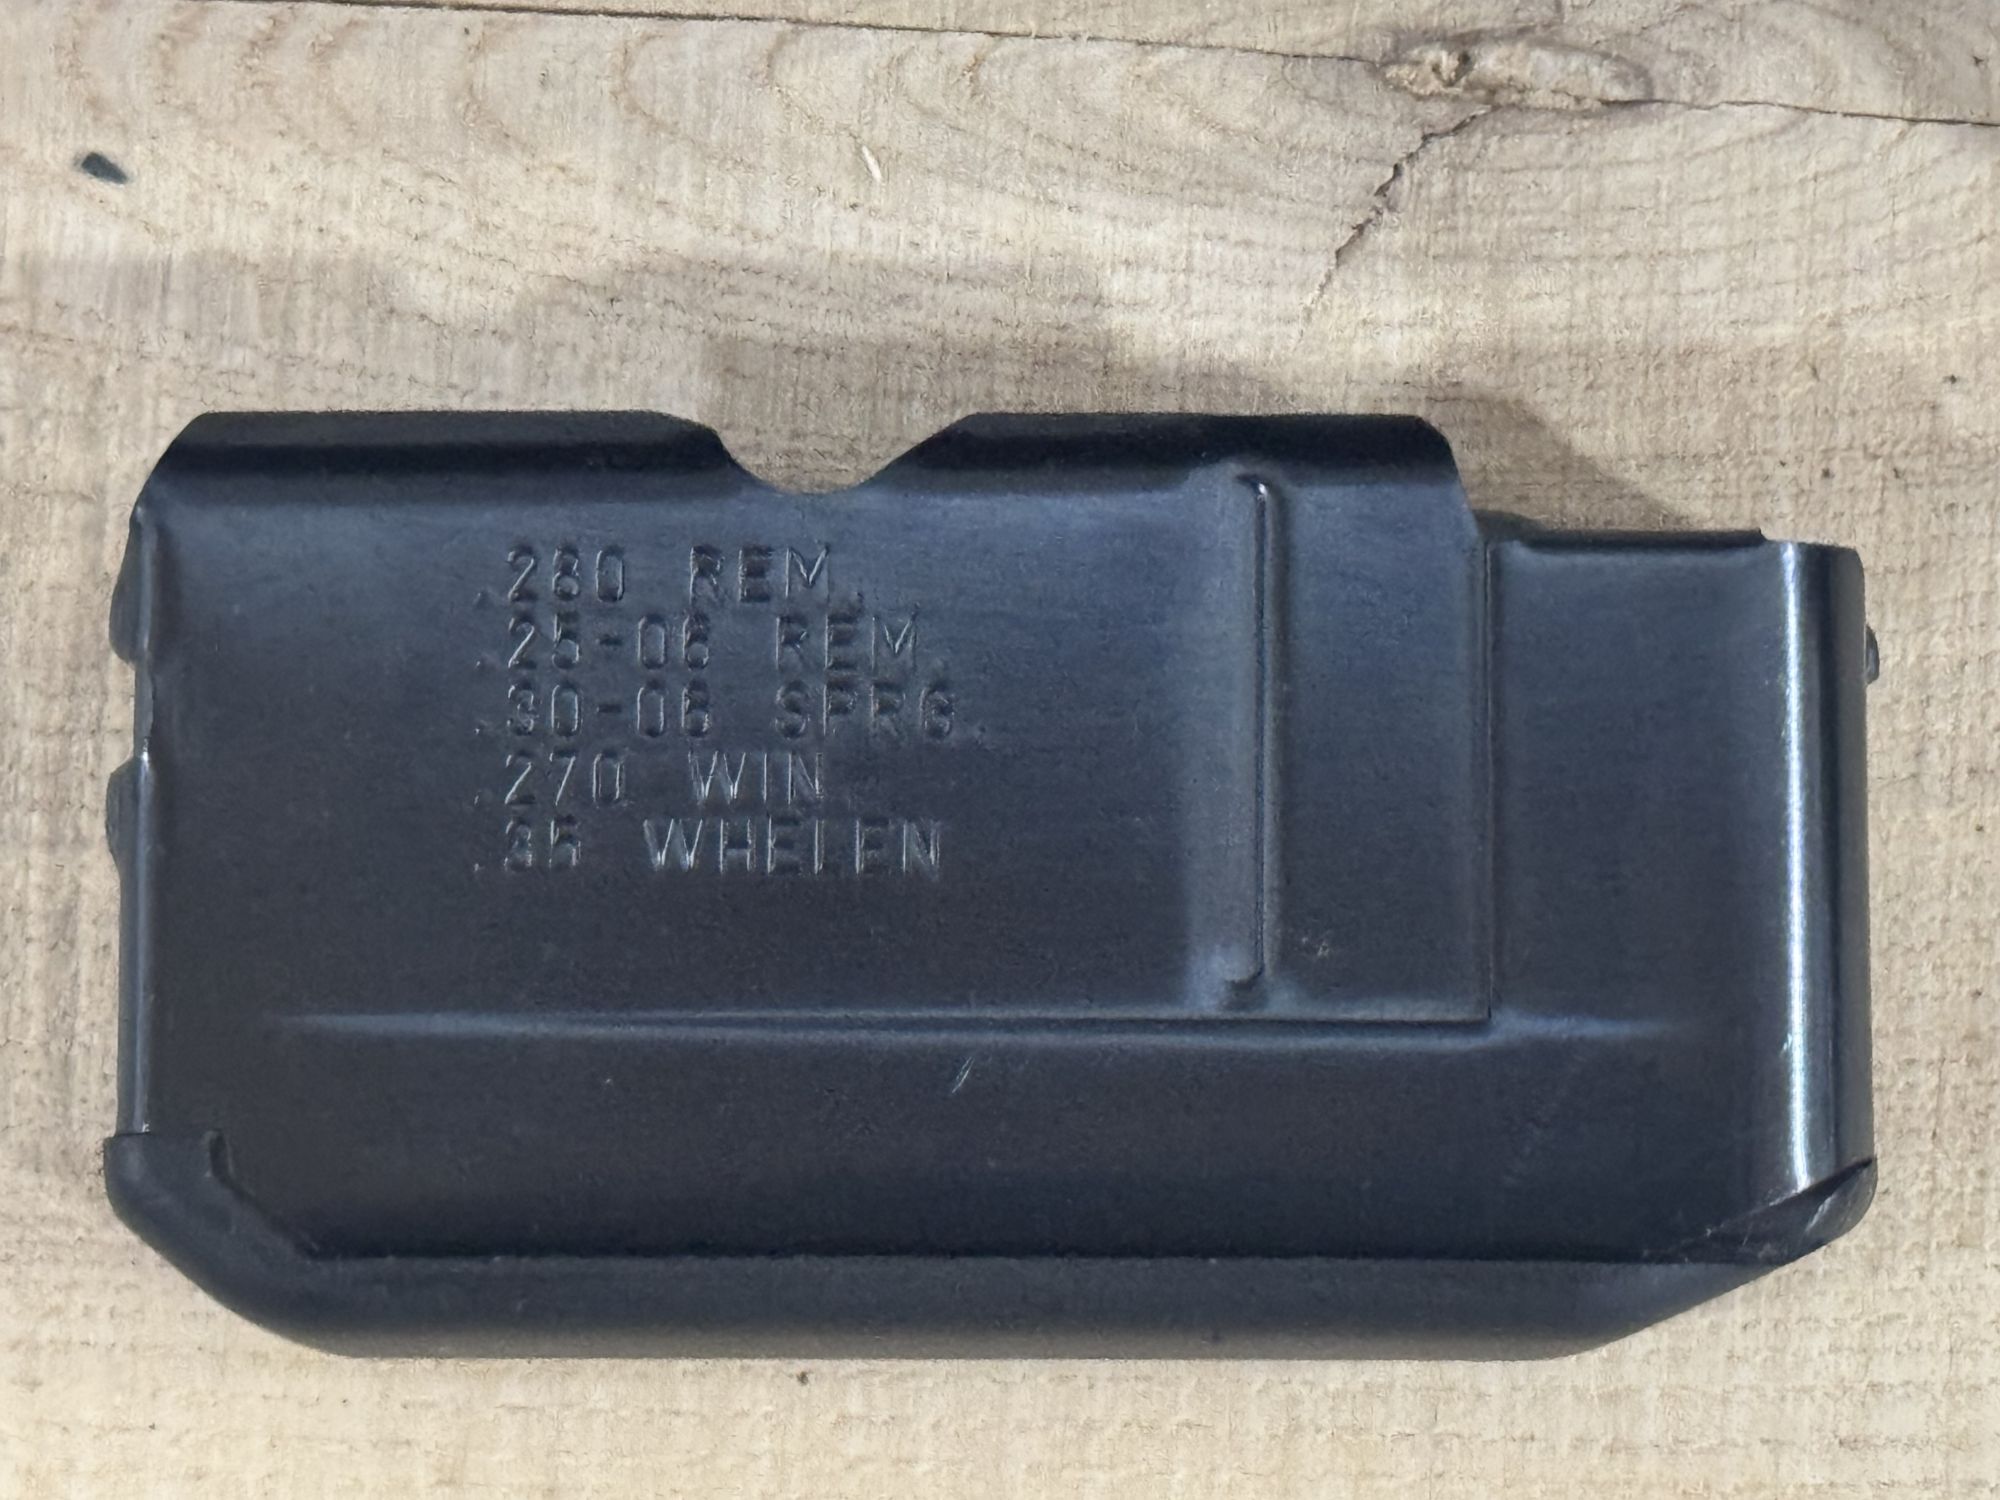 .280 REM.
.25-06 REM.
.30-06 SPRG.
.270 WIN
.35 WHELEN